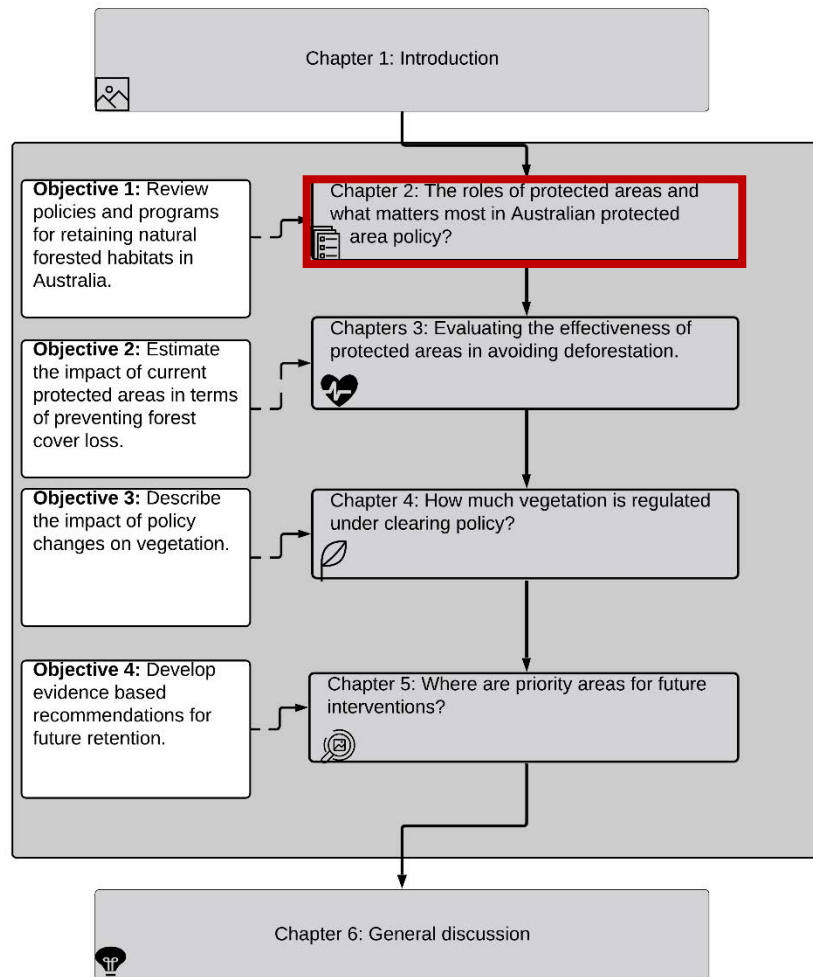 Chapter 1: Introduction
Objective 1: Review
policies and programs
for retaining natural
forested habitats in
Australia.
Chapter 2: The roles of protected areas and
what matters most in Australian protected
area policy?
Objective 2: Estimate
the impact of current
protected areas in terms
of preventing forest
cover loss.
Chapters 3: Evaluating the effectiveness of
protected areas in avoiding deforestation.
Objective 3: Describe
the impact of policy
changes on vegetation.
Chapter 4: How much vegetation is regulated
under clearing policy?
Objective 4: Develop
evidence based
recommendations for
future retention.
Chapter 5: Where are priority areas for future
interventions?
Chapter 6: General discussion